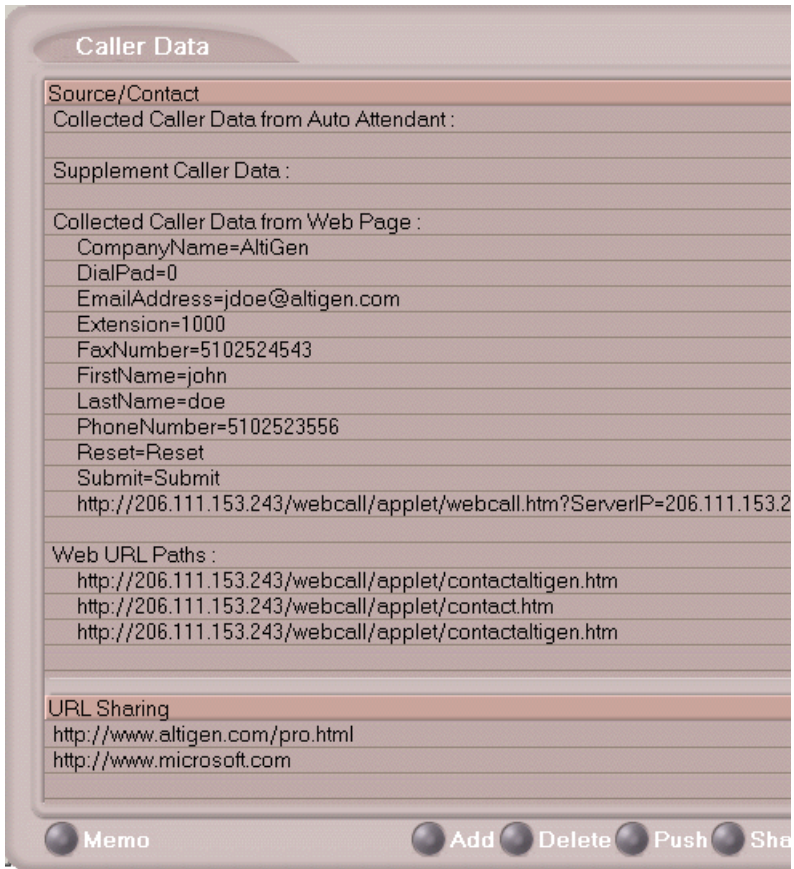 Caller Data
Source/Contact
Collected Caller Data from Auto Attendant :
Supplement Caller Data :
Collected Caller Data from Web Page :
CompanyName=AltiGen
DialPad=0
EmailAddress=jdoe@altigen.com
Extension=1000
FaxNumber=5102524543
FirstName=john
LastName=doe
PhoneNumber=5102523556
Reset=Reset
Submit=Submit
http://206.111.153.243/webcall/applet/webcall.htm?ServerIP=206.111.153.2
Web URL Paths :
http://206.111.153.243/webcall/applet/contactaltigen.htm
http://206.111.153.243/webcall/applet/contact.htm
http://206.111.153.243/webcall/applet/contactaltigen.htm
URL Sharing
http://www.altigen.com/pro.html
http://www.microsoft.com
Memo Add Delete Push Sha